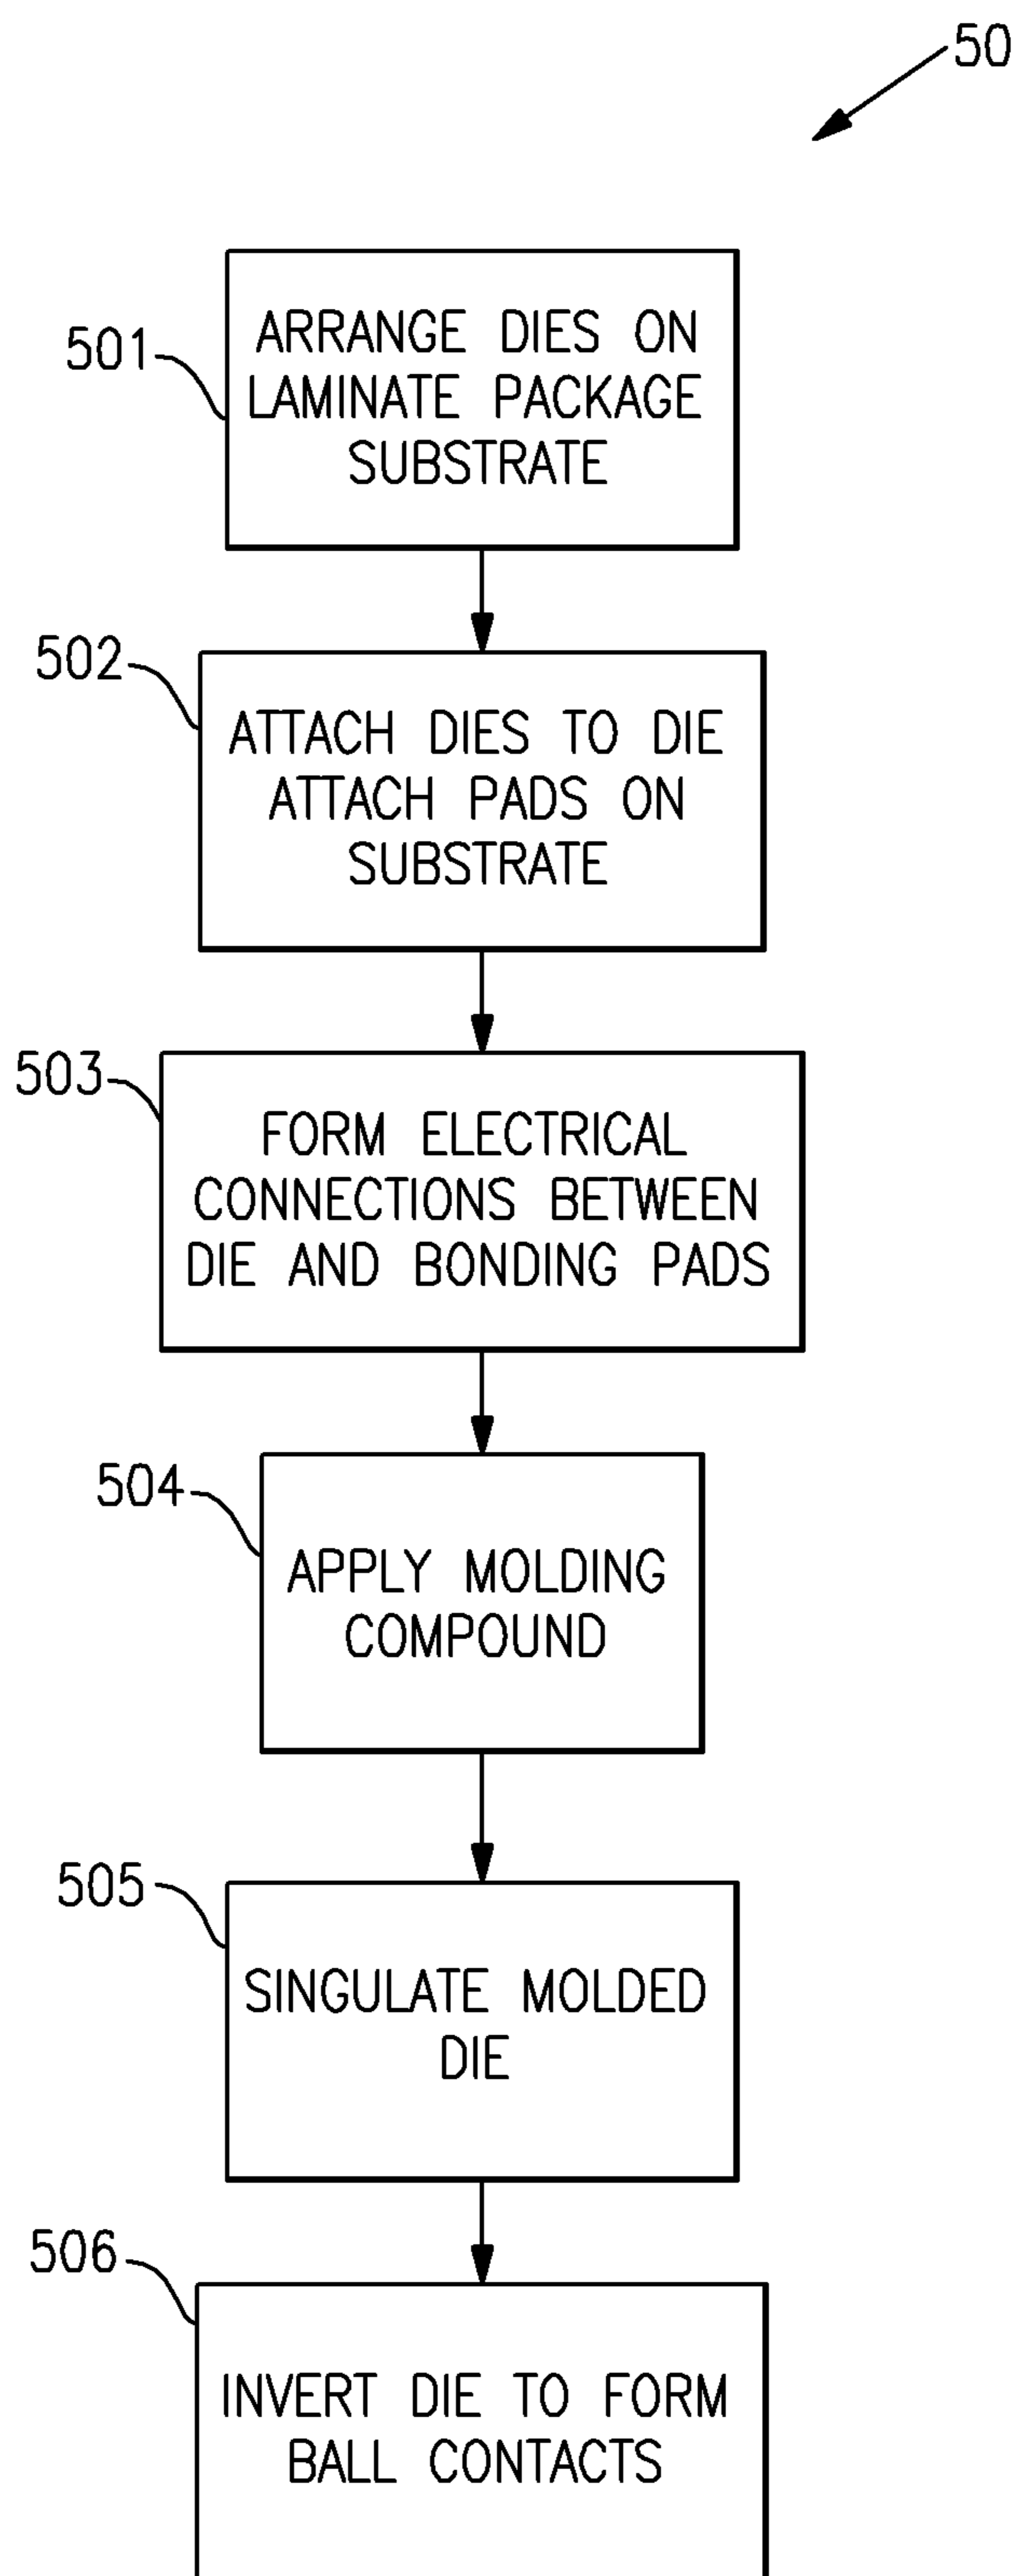 50
501
ARRANGE DIES ON
LAMINATE PACKAGE
SUBSTRATE
502
ATTACH DIES TO DIE
ATTACH PADS ON
SUBSTRATE
503
FORM ELECTRICAL
CONNECTIONS BETWEEN
DIE AND BONDING PADS
504
APPLY MOLDING
COMPOUND
505
SINGULATE MOLDED
DIE
506
INVERT DIE TO FORM
BALL CONTACTS